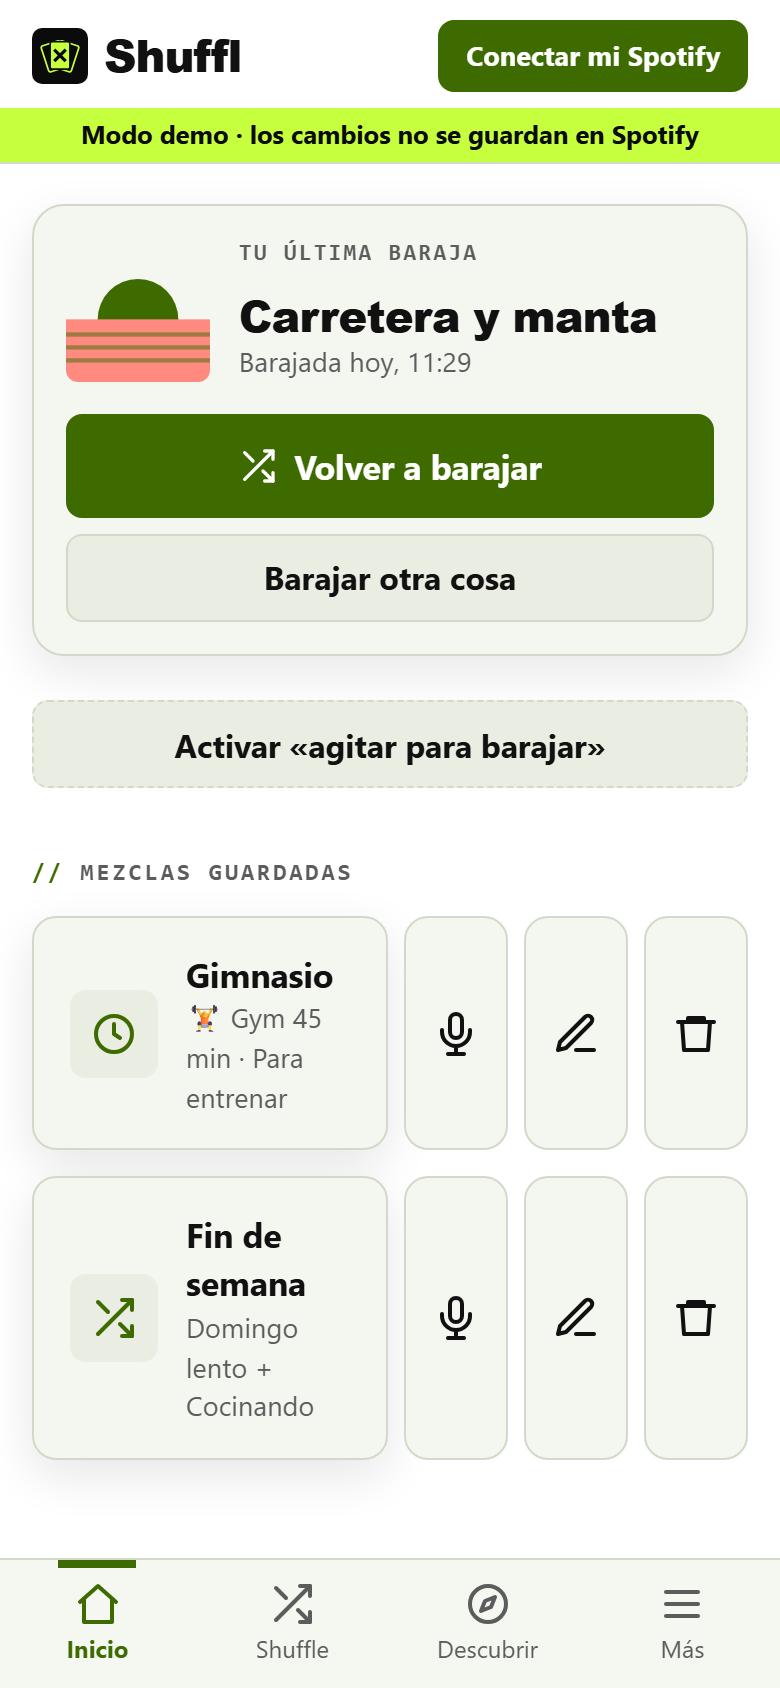 Shuffl
Conectar mi Spotify
Modo demo · los cambios no se guardan en Spotify
TU ÚLTIMA BARAJA
Carretera y manta
Barajada hoy, 11:29
Volver a barajar
Barajar otra cosa
Activar «agitar para barajar»
// MEZCLAS GUARDADAS
Gimnasio
🏋️ Gym 45
min · Para
entrenar
Fin de
semana
Domingo
lento +
Cocinando
Inicio
Shuffle
Descubrir
Más